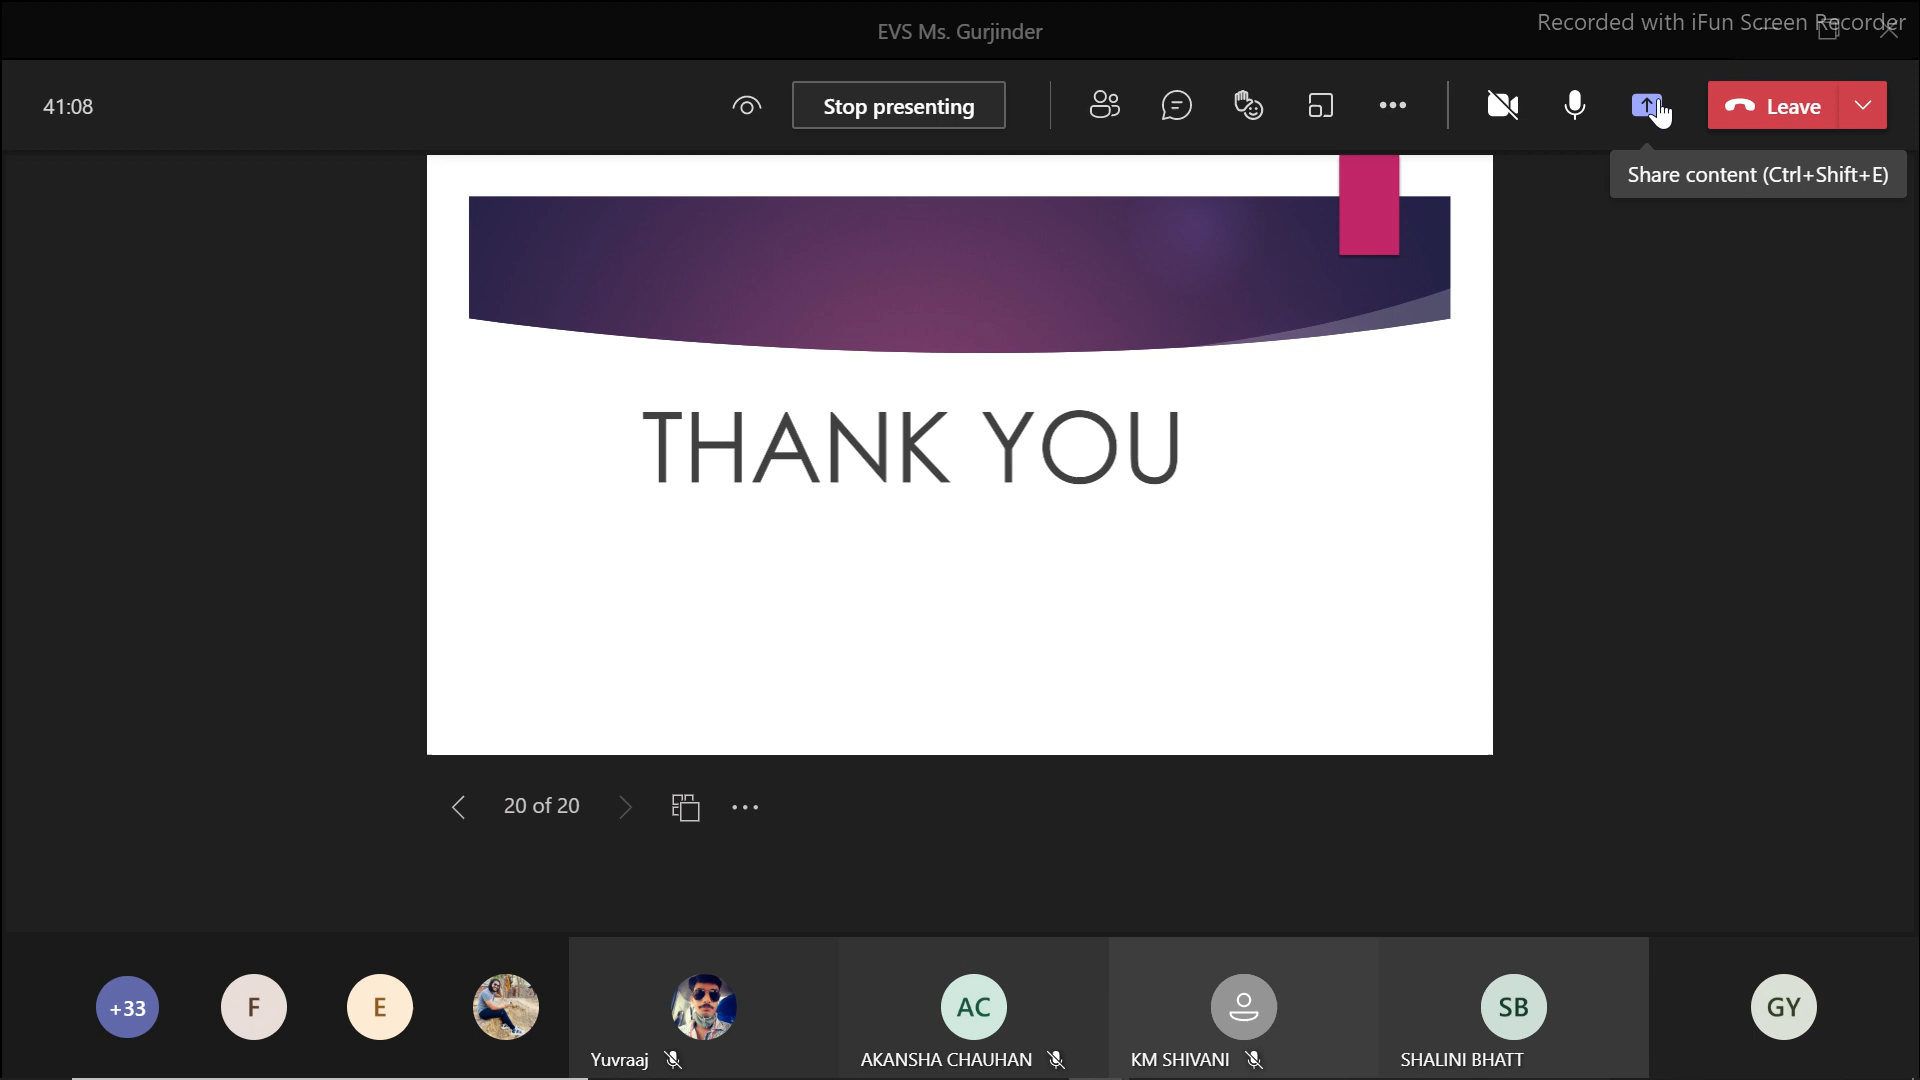 EVS Ms. Gurjinder
Recorded with iFun Screen Recorder
41:08
Stop presenting
Leave
Share content (Ctrl+Shift+E)
THANK YOU
20 of 20
+33
F
E
AC
SB
GY
Yuvraaj
AKANSHA CHAUHAN
KM SHIVANI
SHALINI BHATT